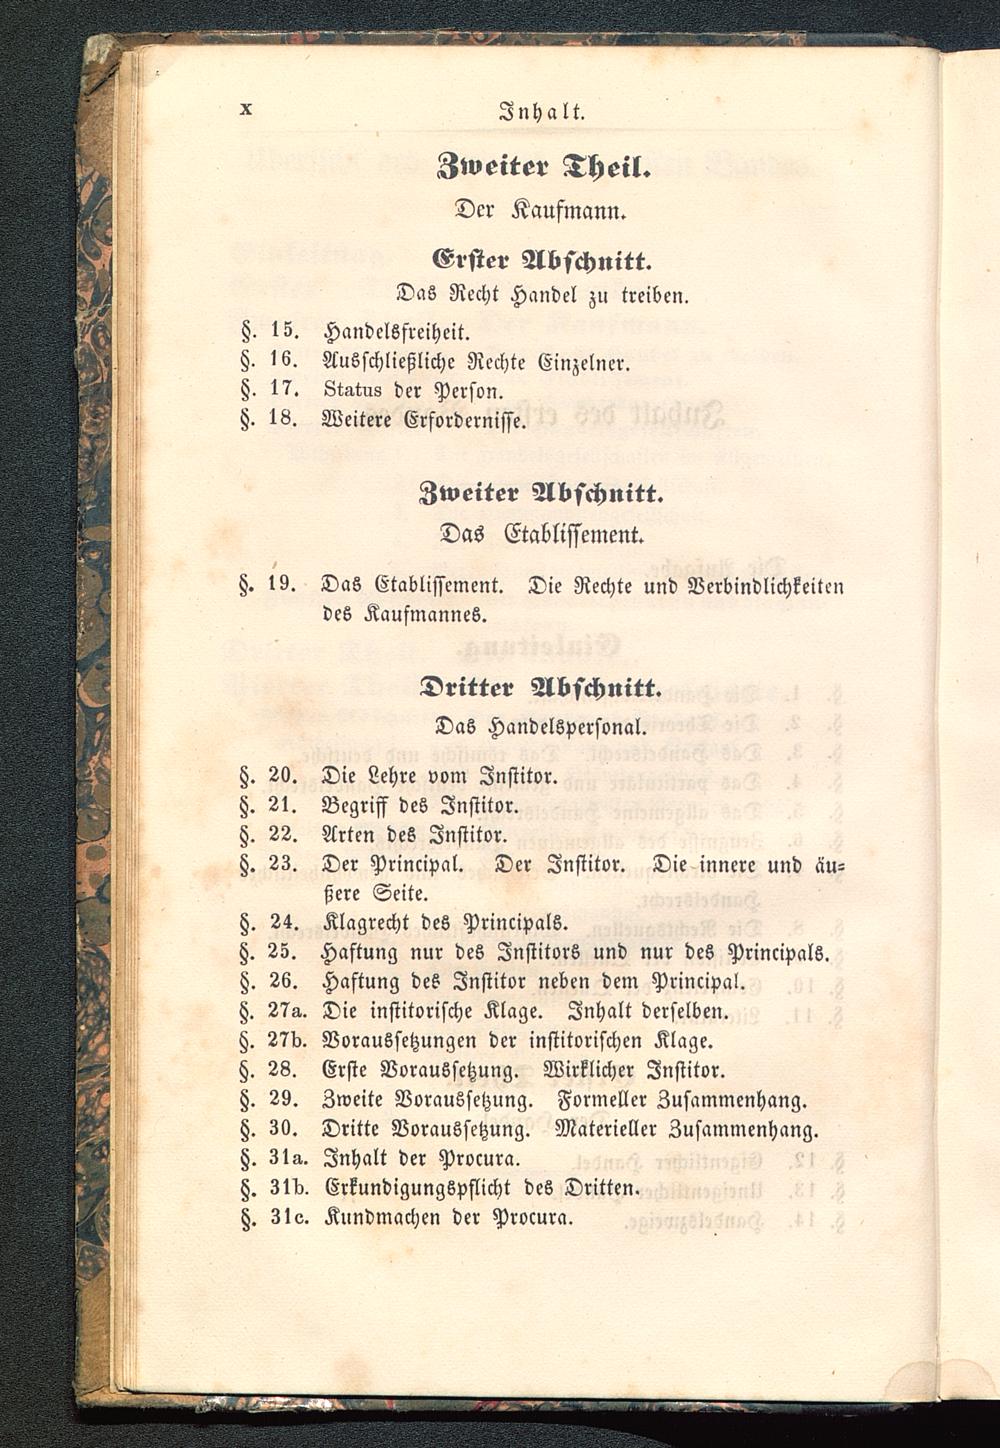 x
Inhalt.
Zweiter Theil.
Der Kaufmann.
Erster Abschnitt.
Das Recht Handel zu treiben.
§. 15. Handelsfreiheit.
§. 16. Ausschließliche Rechte Einzelner.
§. 17. Status der Person.
§. 18. Weitere Erfordernisse.
Zweiter Abschnitt.
Das Etablissement.
§. 19. Das Etablissement. Die Rechte und Verbindlichkeiten
des Kaufmannes.
Dritter Abschnitt.
Das Handelspersonal.
§. 20. Die Lehre vom Institor.
§. 21. Begriff des Institor.
§. 22. Arten des Institor.
§. 23. Der Principal. Der Institor. Die innere und äu=
ßere Seite.
§. 24. Klagrecht des Principals.
§. 25. Haftung nur des Institors und nur des Principals.
§. 26. Haftung des Institor neben dem Principal.
§. 27a. Die institorische Klage. Inhalt derselben.
§. 27b. Voraussetzungen der institorischen Klage.
§. 28. Erste Voraussetzung. Wirklicher Institor.
§. 29. Zweite Voraussetzung. Formeller Zusammenhang.
§. 30. Dritte Voraussetzung. Materieller Zusammenhang.
§. 31a. Inhalt der Procura.
§. 31b. Erkundigungspflicht des Dritten.
§. 31c. Kundmachen der Procura.